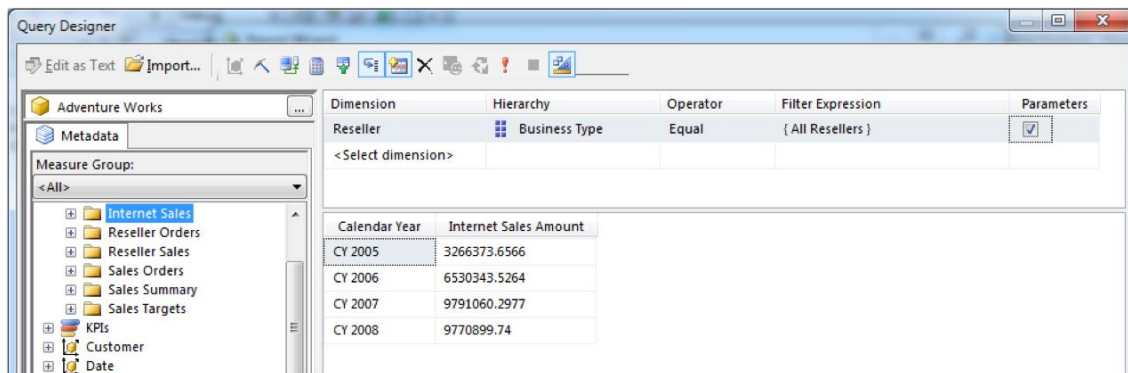 Query Designer
Edit as Text Import...
Adventure Works ...
Metadata
Measure Group:
<All>
Internet Sales
Reseller Orders
Reseller Sales
Sales Orders
Sales Summary
Sales Targets
KPIs
Customer
Date
Dimension Hierarchy Operator Filter Expression Parameters
Reseller Business Type Equal { All Resellers }
<Select dimension>
Calendar Year Internet Sales Amount
CY 2005 3266373.6566
CY 2006 6530343.5264
CY 2007 9791060.2977
CY 2008 9770899.74